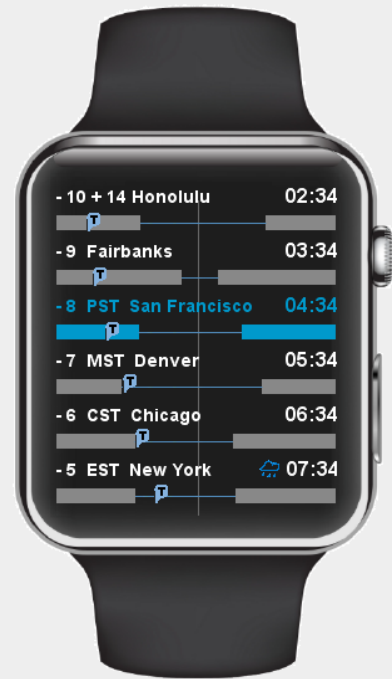 - 10 + 14 Honolulu 02:34
T
- 9 Fairbanks 03:34
T
- 8 PST San Francisco 04:34
T
- 7 MST Denver 05:34
T
- 6 CST Chicago 06:34
T
- 5 EST New York 07:34
T